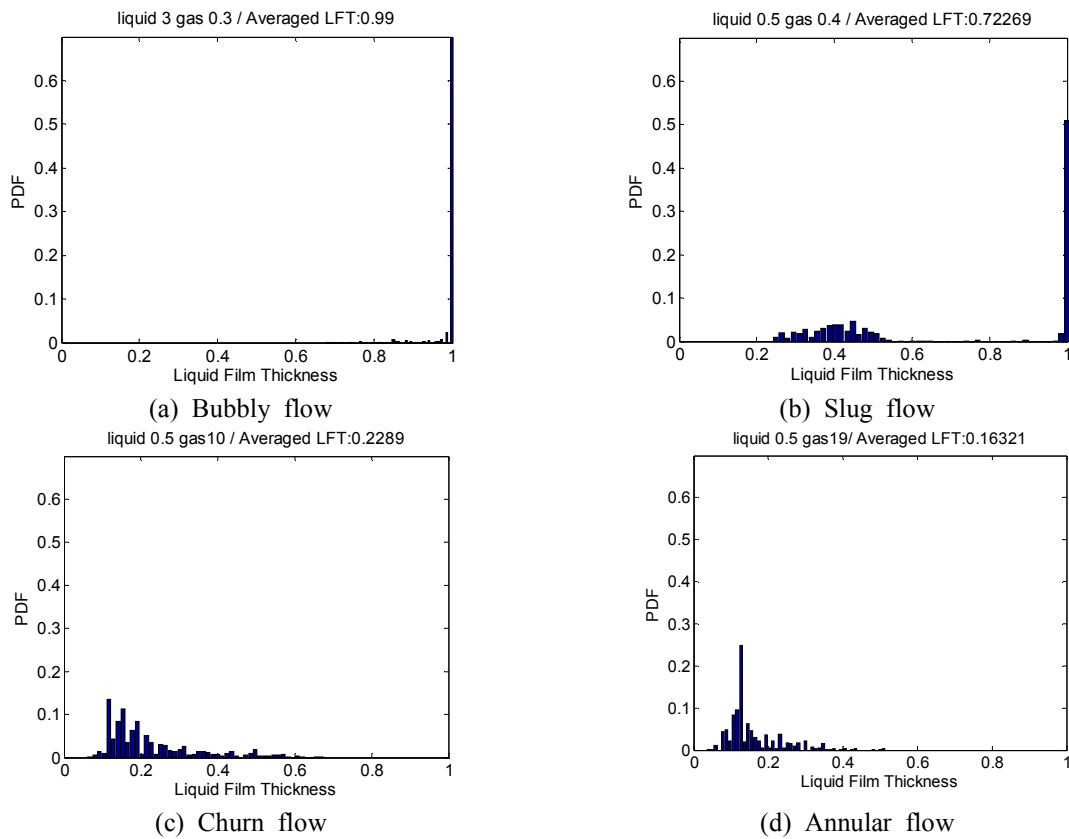 liquid 3 gas 0.3 / Averaged LFT:0.99
PDF
0.6
0.5
0.4
0.3
0.2
0.1
0
0 0.2 0.4 0.6 0.8 1
Liquid Film Thickness
(a) Bubbly flow
liquid 0.5 gas 0.4 / Averaged LFT:0.72269
PDF
0.6
0.5
0.4
0.3
0.2
0.1
0
0 0.2 0.4 0.6 0.8 1
Liquid Film Thickness
(b) Slug flow
liquid 0.5 gas10 / Averaged LFT:0.2289
PDF
0.6
0.5
0.4
0.3
0.2
0.1
0
0 0.2 0.4 0.6 0.8 1
Liquid Film Thickness
(c) Churn flow
liquid 0.5 gas19/ Averaged LFT:0.16321
PDF
0.6
0.5
0.4
0.3
0.2
0.1
0
0 0.2 0.4 0.6 0.8 1
Liquid Film Thickness
(d) Annular flow